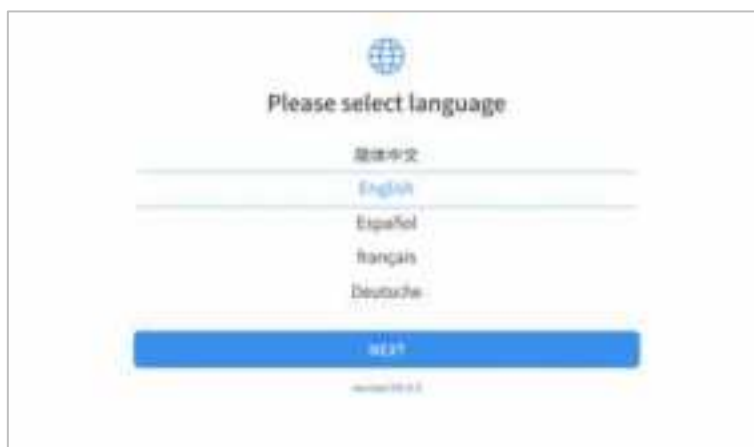 Please select language
简体中文
English
Español
français
Deutsche
NEXT